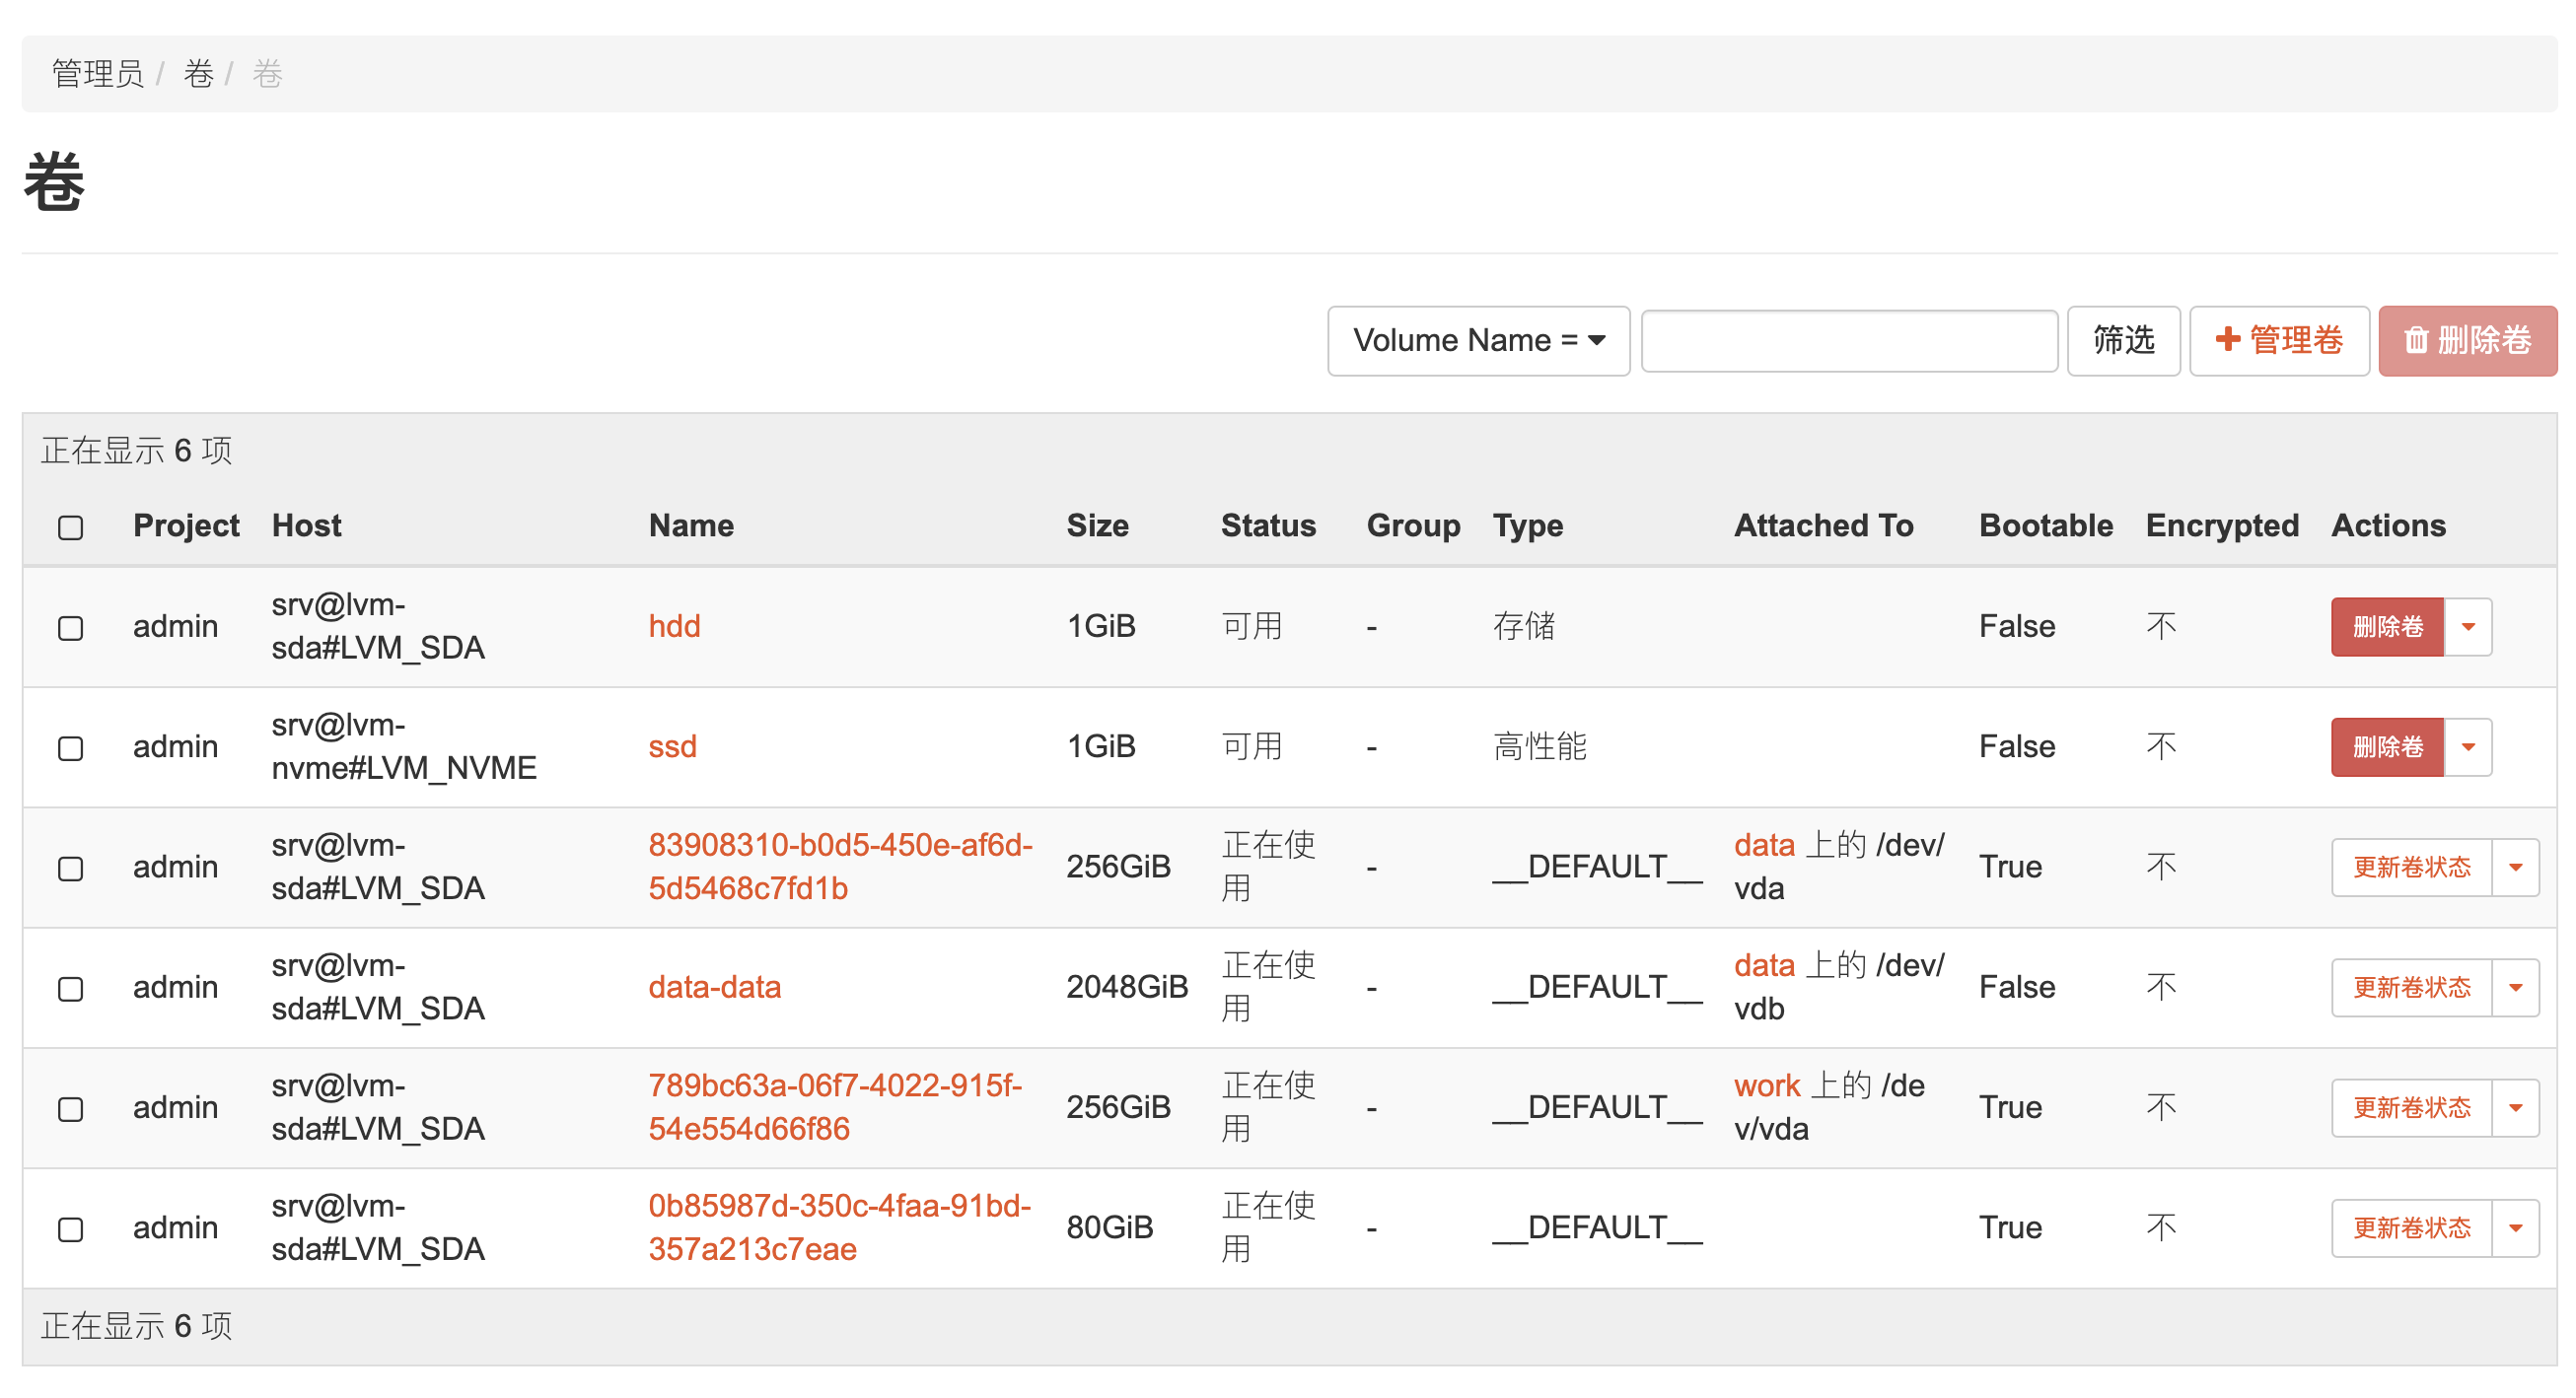 管理员 / 卷 / 卷
卷
Volume Name = 筛选 管理卷 删除卷
正在显示 6 项
Project Host Name Size Status Group Type Attached To Bootable Encrypted Actions
admin srv@lvm-sda#LVM_SDA hdd 1GiB 可用 - 存储 False 不 删除卷
admin srv@lvm-nvme#LVM_NVME ssd 1GiB 可用 - 高性能 False 不 删除卷
admin srv@lvm-sda#LVM_SDA 83908310-b0d5-450e-af6d-5d5468c7fd1b 256GiB 正在使用 - __DEFAULT__ data 上的 /dev/vda True 不 更新卷状态
admin srv@lvm-sda#LVM_SDA data-data 2048GiB 正在使用 - __DEFAULT__ data 上的 /dev/vdb False 不 更新卷状态
admin srv@lvm-sda#LVM_SDA 789bc63a-06f7-4022-915f-54e554d66f86 256GiB 正在使用 - __DEFAULT__ work 上的 /dev/vda True 不 更新卷状态
admin srv@lvm-sda#LVM_SDA 0b85987d-350c-4faa-91bd-357a213c7eae 80GiB 正在使用 - __DEFAULT__ True 不 更新卷状态
正在显示 6 项